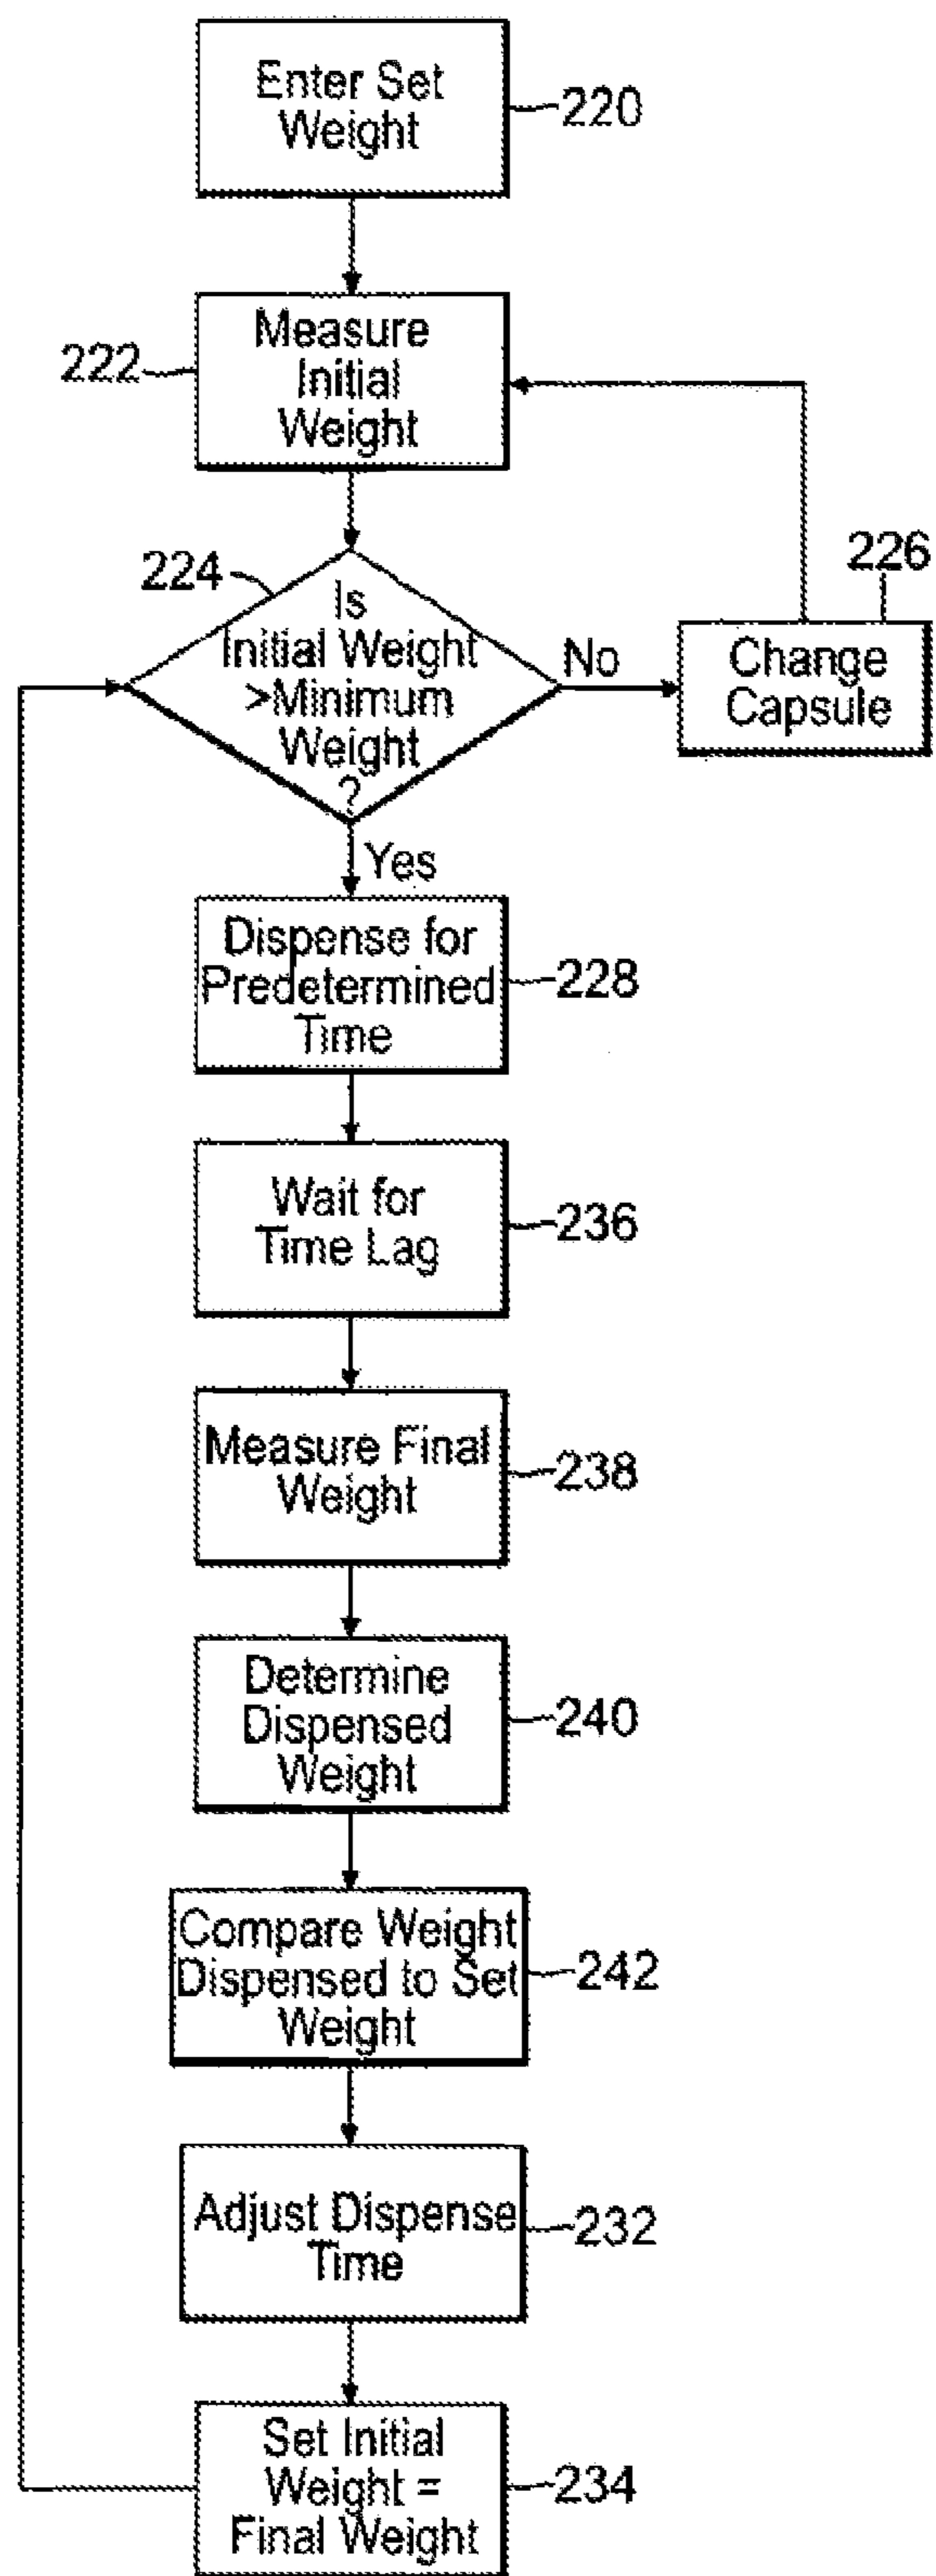 Enter Set
Weight
220
Measure
Initial
Weight
222
224
Is
Initial Weight
>Minimum
Weight
?
No
226
Change
Capsule
Yes
Dispense for
Predetermined
Time
228
Wait for
Time Lag
236
Measure Final
Weight
238
Determine
Dispensed
Weight
240
Compare Weight
Dispensed to Set
Weight
242
Adjust Dispense
Time
232
Set Initial
Weight =
Final Weight
234